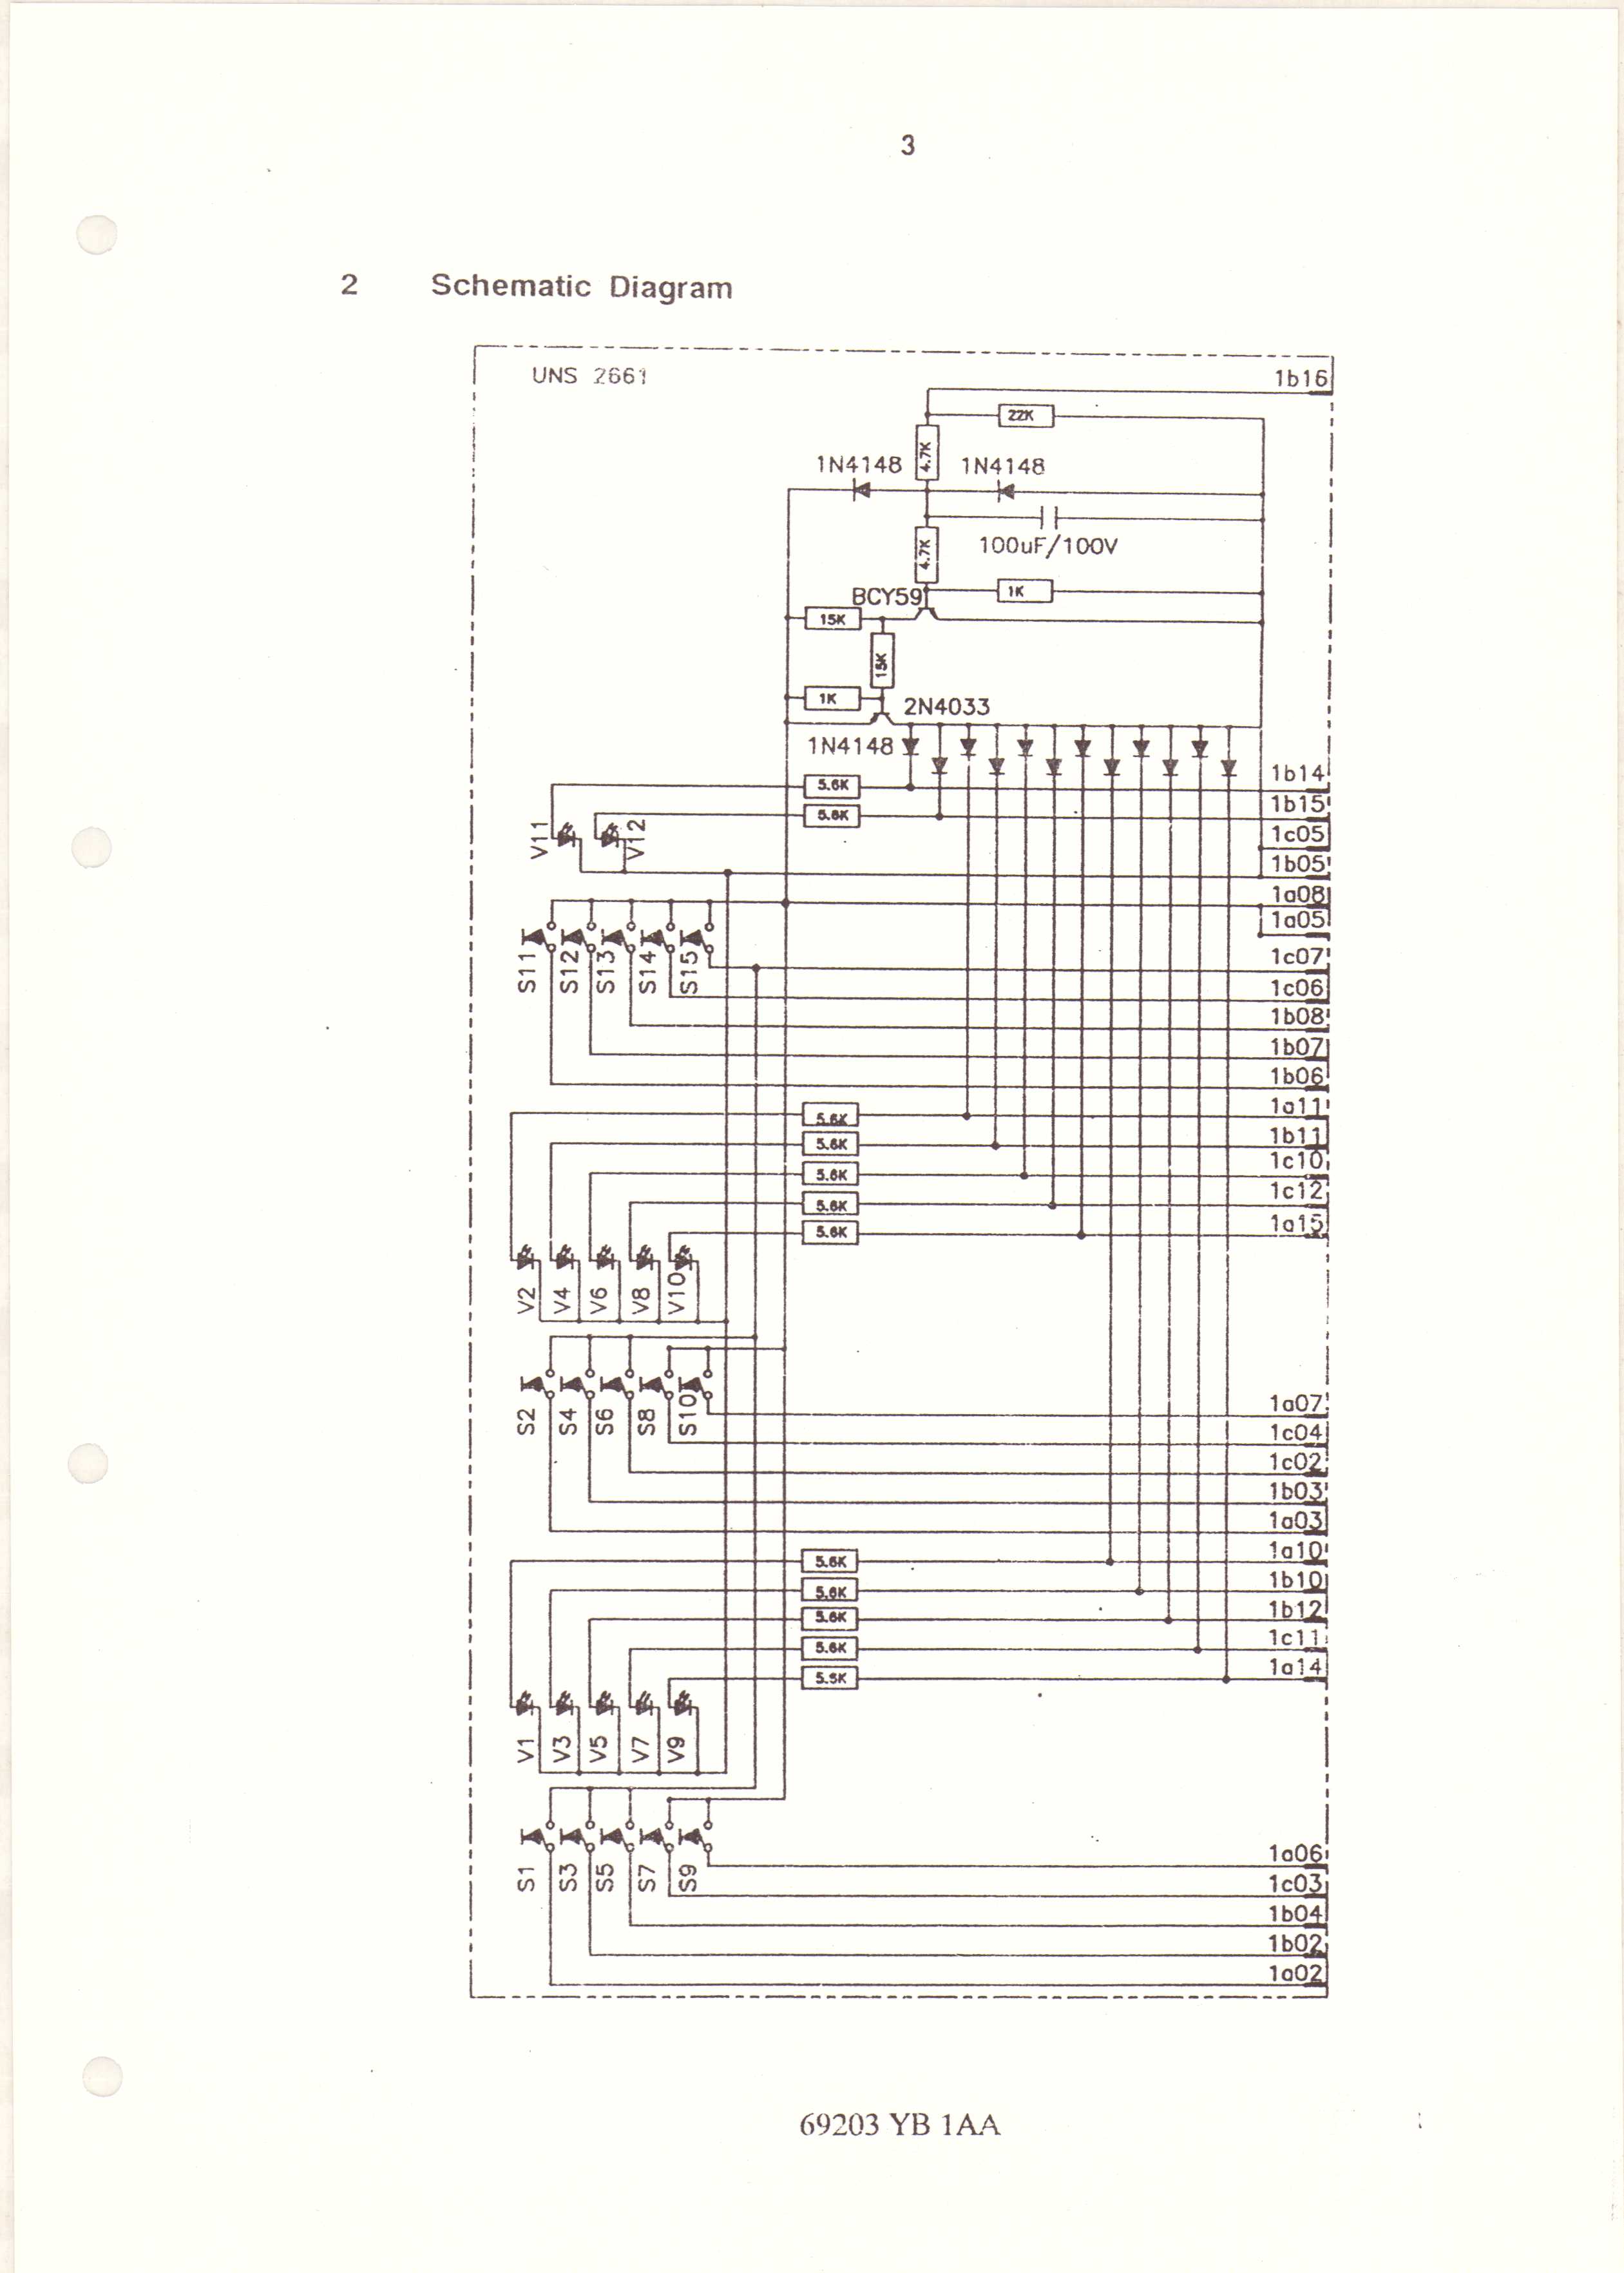 3
2 Schematic Diagram
UNS 2661
1b16
22K
4.7K
1N4148
1N4148
100uF/100V
4.7K
1K
BCY59
15K
15K
1K
2N4033
1N4148
1b14
5.6K
1b15
5.6K
1c05
V11
V12
1b05
1a08
1a05
1c07
S11
S12
S13
S14
S15
1c06
1b08
1b07
1b06
1a11
5.6K
1b11
5.6K
1c10
5.6K
1c12
5.6K
1a15
5.6K
V2
V4
V6
V8
V10
S2
S4
S6
S8
S10
1a07
1c04
1c02
1b03
1a03
1a10
5.6K
1b10
5.6K
1b12
5.6K
1c11
5.6K
1a14
5.5K
V1
V3
V5
V7
V9
S1
S3
S5
S7
S9
1a06
1c03
1b04
1b02
1a02
69203 YB 1AA